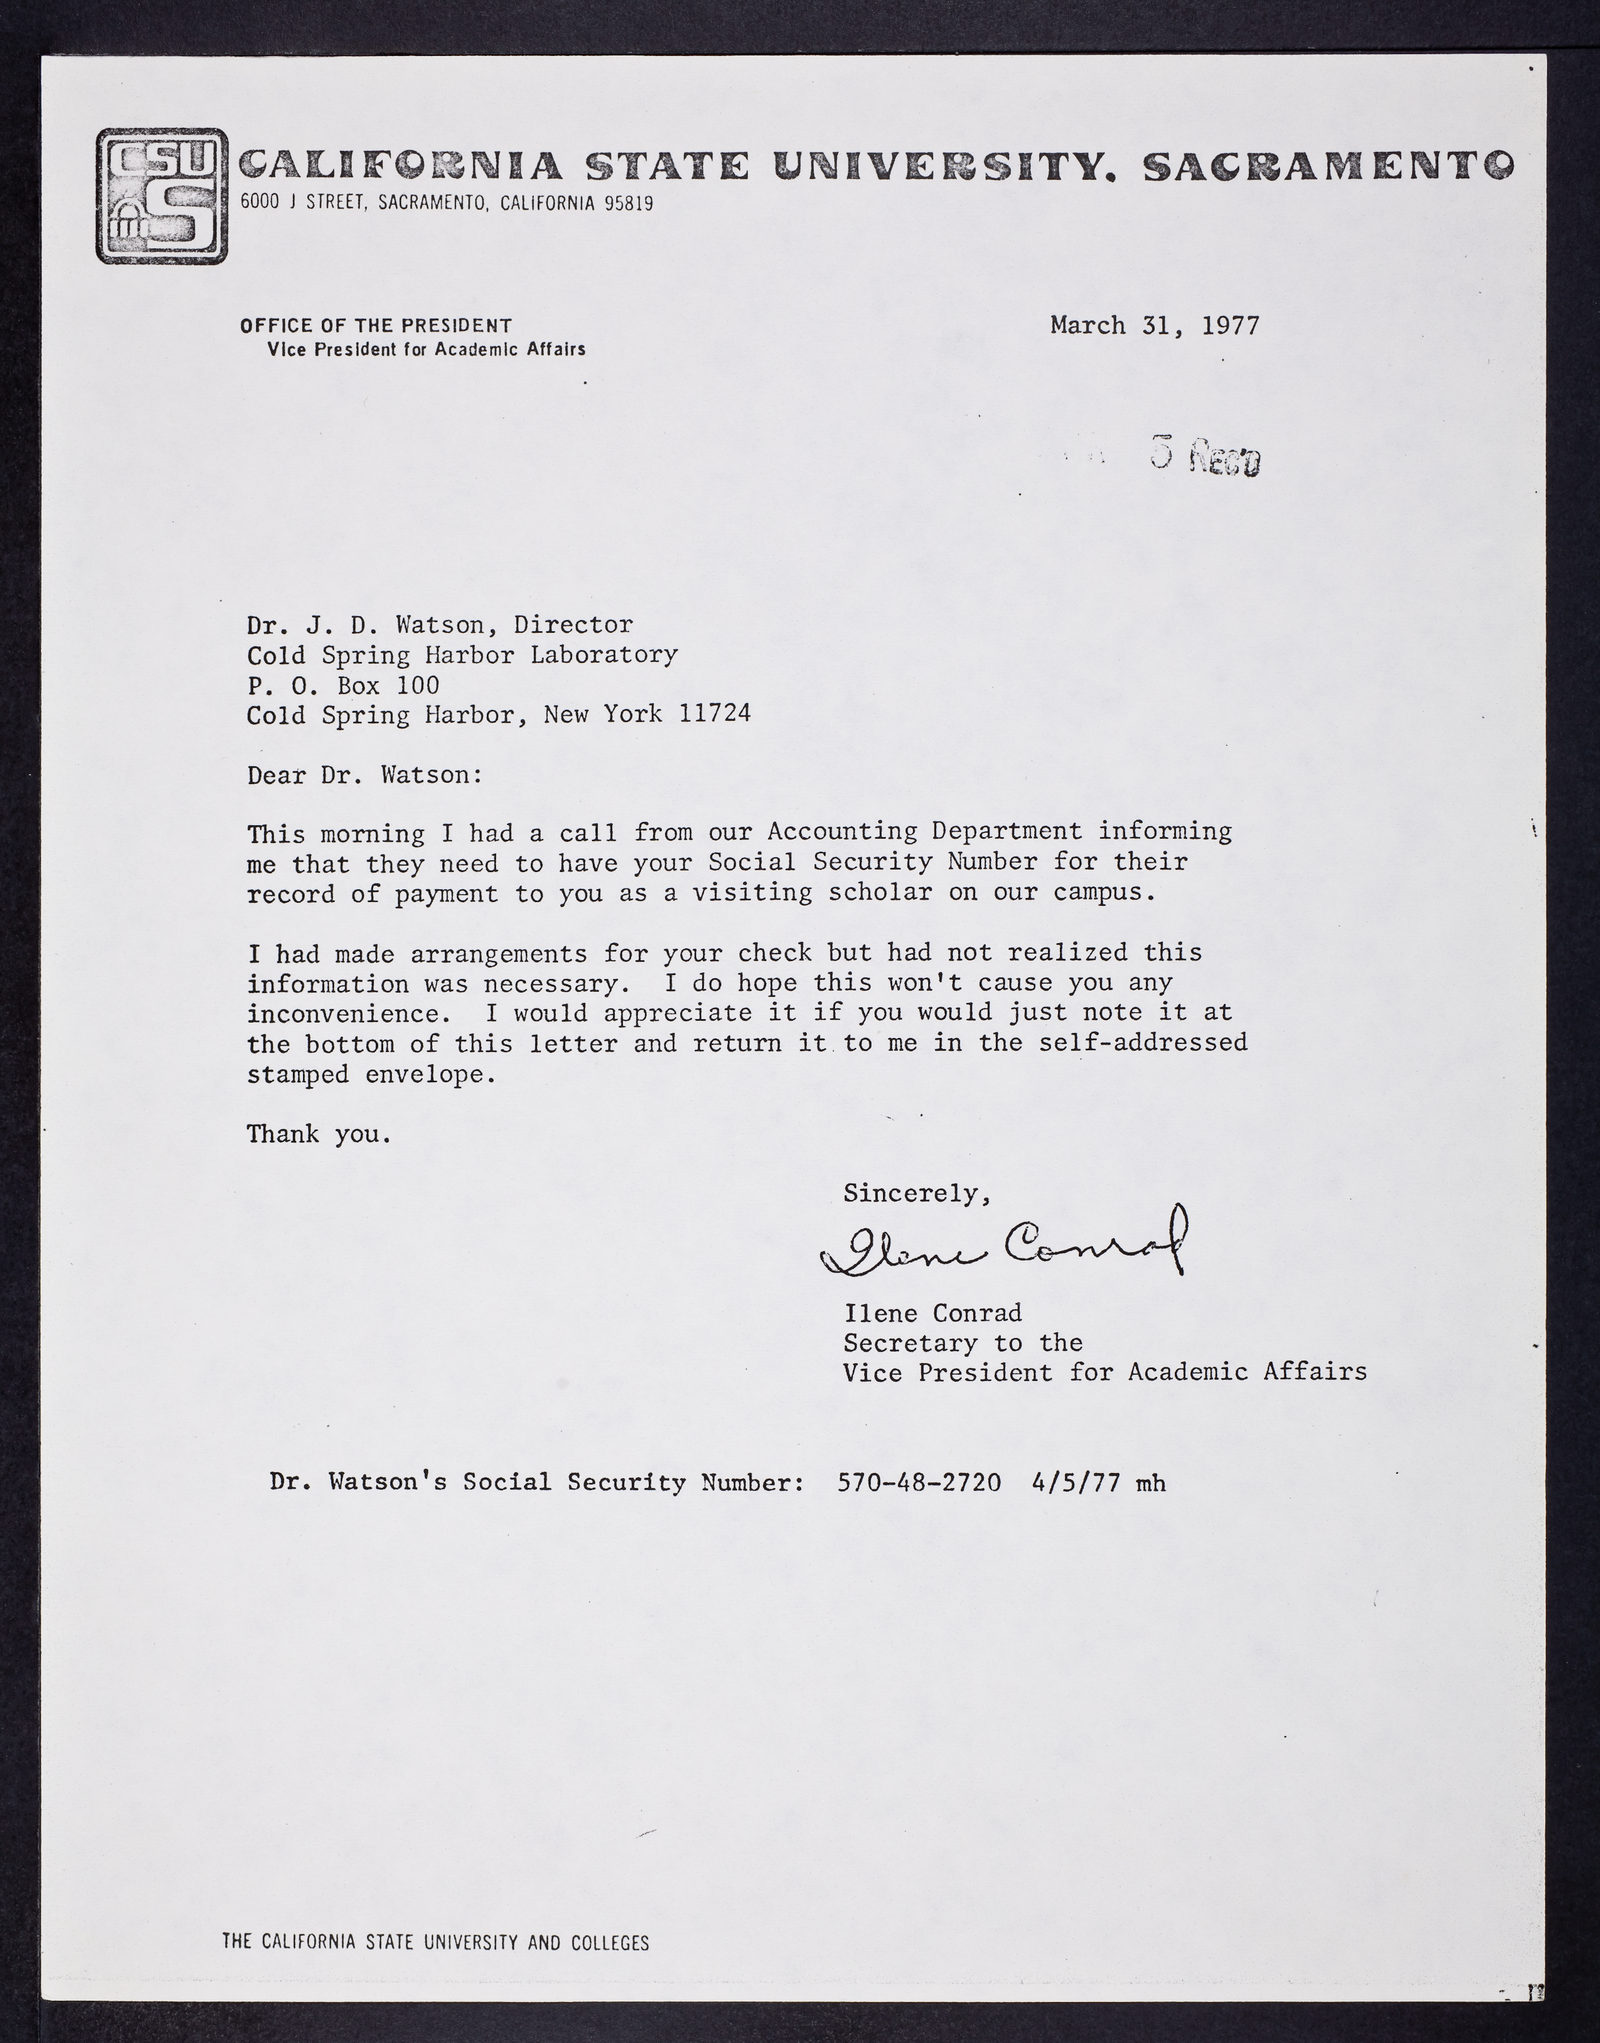 CSU
S
CALIFORNIA STATE UNIVERSITY. SACRAMENTO
6000 J STREET, SACRAMENTO, CALIFORNIA 95819
OFFICE OF THE PRESIDENT
Vice President for Academic Affairs
March 31, 1977
5 REC'D
Dr. J. D. Watson, Director
Cold Spring Harbor Laboratory
P. O. Box 100
Cold Spring Harbor, New York 11724
Dear Dr. Watson:
This morning I had a call from our Accounting Department informing
me that they need to have your Social Security Number for their
record of payment to you as a visiting scholar on our campus.
I had made arrangements for your check but had not realized this
information was necessary.  I do hope this won't cause you any
inconvenience.  I would appreciate it if you would just note it at
the bottom of this letter and return it to me in the self-addressed
stamped envelope.
Thank you.
Sincerely,
Ilene Conrad
Ilene Conrad
Secretary to the
Vice President for Academic Affairs
Dr. Watson's Social Security Number:  570-48-2720  4/5/77 mh
THE CALIFORNIA STATE UNIVERSITY AND COLLEGES